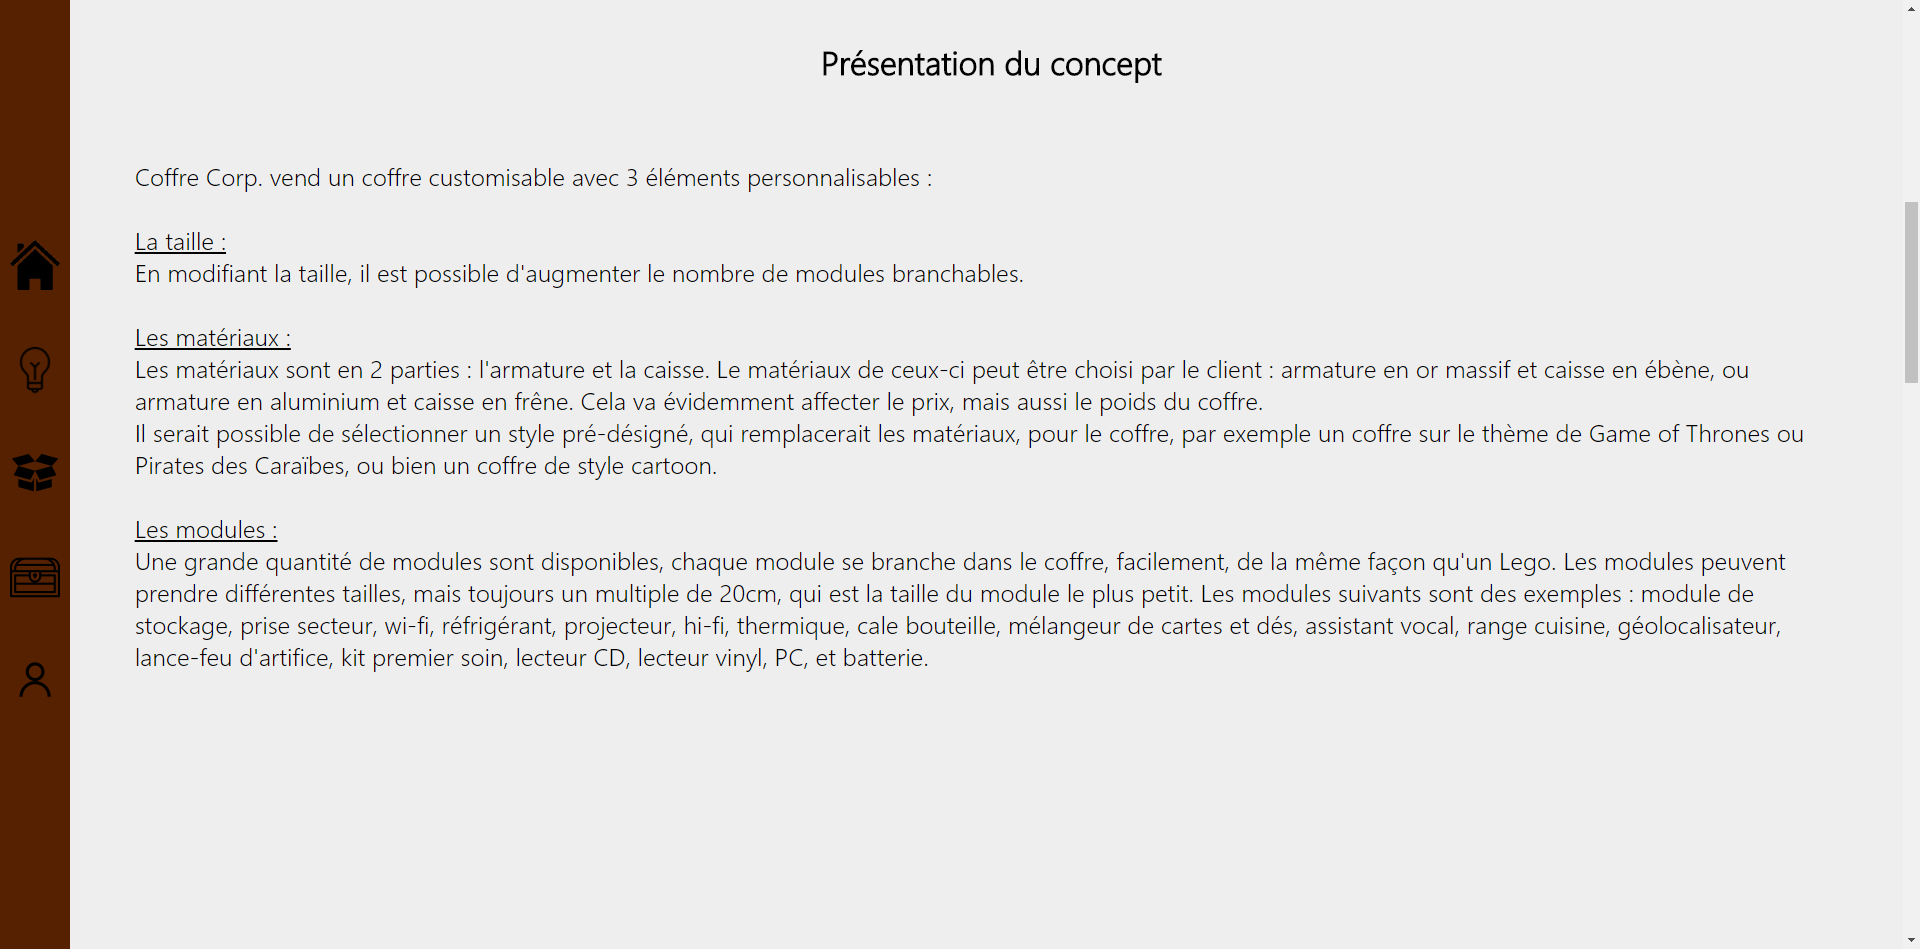 Présentation du concept
Coffre Corp. vend un coffre customisable avec 3 éléments personnalisables :
La taille :
En modifiant la taille, il est possible d'augmenter le nombre de modules branchables.
Les matériaux :
Les matériaux sont en 2 parties : l'armature et la caisse. Le matériaux de ceux-ci peut être choisi par le client : armature en or massif et caisse en ébène, ou
armature en aluminium et caisse en frêne. Cela va évidemment affecter le prix, mais aussi le poids du coffre.
Il serait possible de sélectionner un style pré-désigné, qui remplacerait les matériaux, pour le coffre, par exemple un coffre sur le thème de Game of Thrones ou
Pirates des Caraïbes, ou bien un coffre de style cartoon.
Les modules :
Une grande quantité de modules sont disponibles, chaque module se branche dans le coffre, facilement, de la même façon qu'un Lego. Les modules peuvent
prendre différentes tailles, mais toujours un multiple de 20cm, qui est la taille du module le plus petit. Les modules suivants sont des exemples : module de
stockage, prise secteur, wi-fi, réfrigérant, projecteur, hi-fi, thermique, cale bouteille, mélangeur de cartes et dés, assistant vocal, range cuisine, géolocalisateur,
lance-feu d'artifice, kit premier soin, lecteur CD, lecteur vinyl, PC, et batterie.